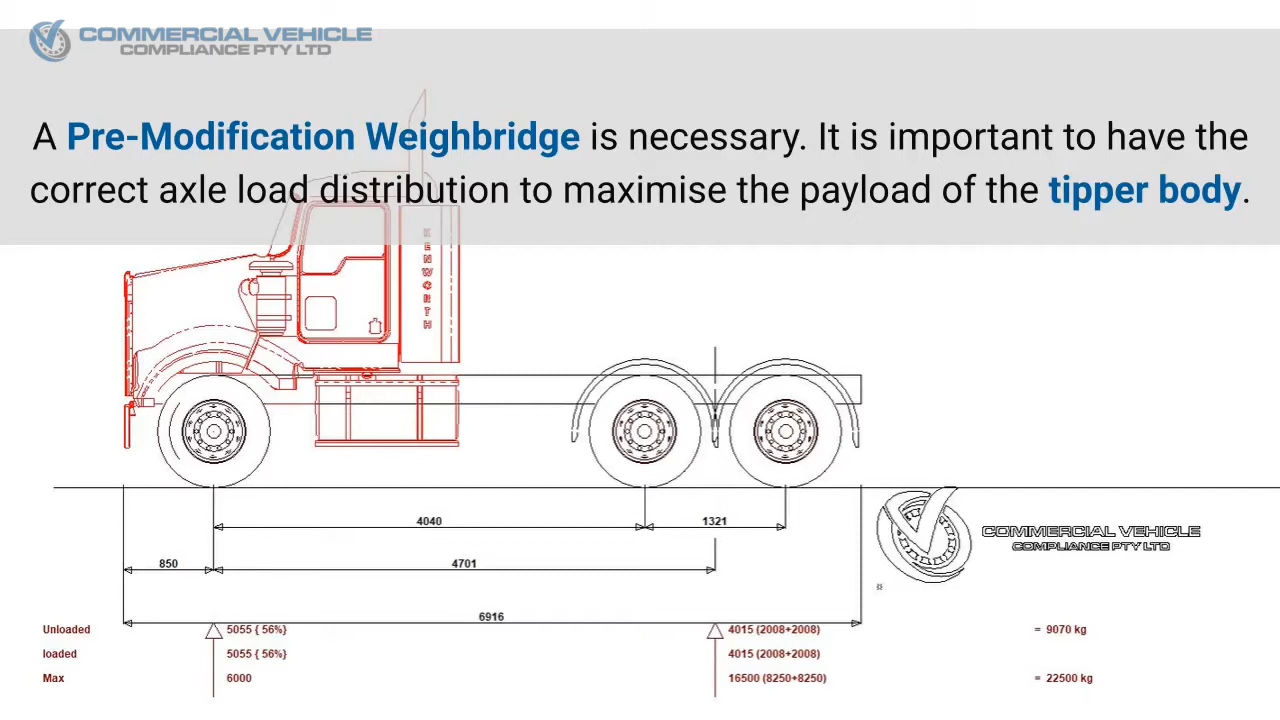 COMMERCIAL VEHICLE
COMPLIANCE PTY LTD
A Pre-Modification Weighbridge is necessary. It is important to have the
correct axle load distribution to maximise the payload of the tipper body.
KENWORTH
4040
1321
850
4701
COMMERCIAL VEHICLE
COMPLIANCE PTY LTD
6916
Unloaded 5055 { 56%} 4015 (2008+2008) = 9070 kg
loaded 5055 { 56%} 4015 (2008+2008)
Max 6000 16500 (8250+8250) = 22500 kg